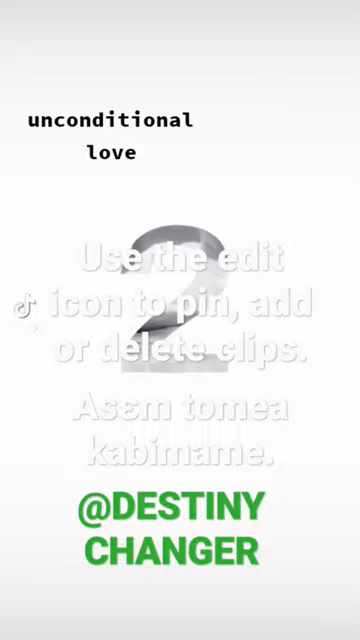 unconditional
love
2
Use the edit
icon to pin, add
or delete clips.
Asɛm tomea
kabimame.
@DESTINY
CHANGER